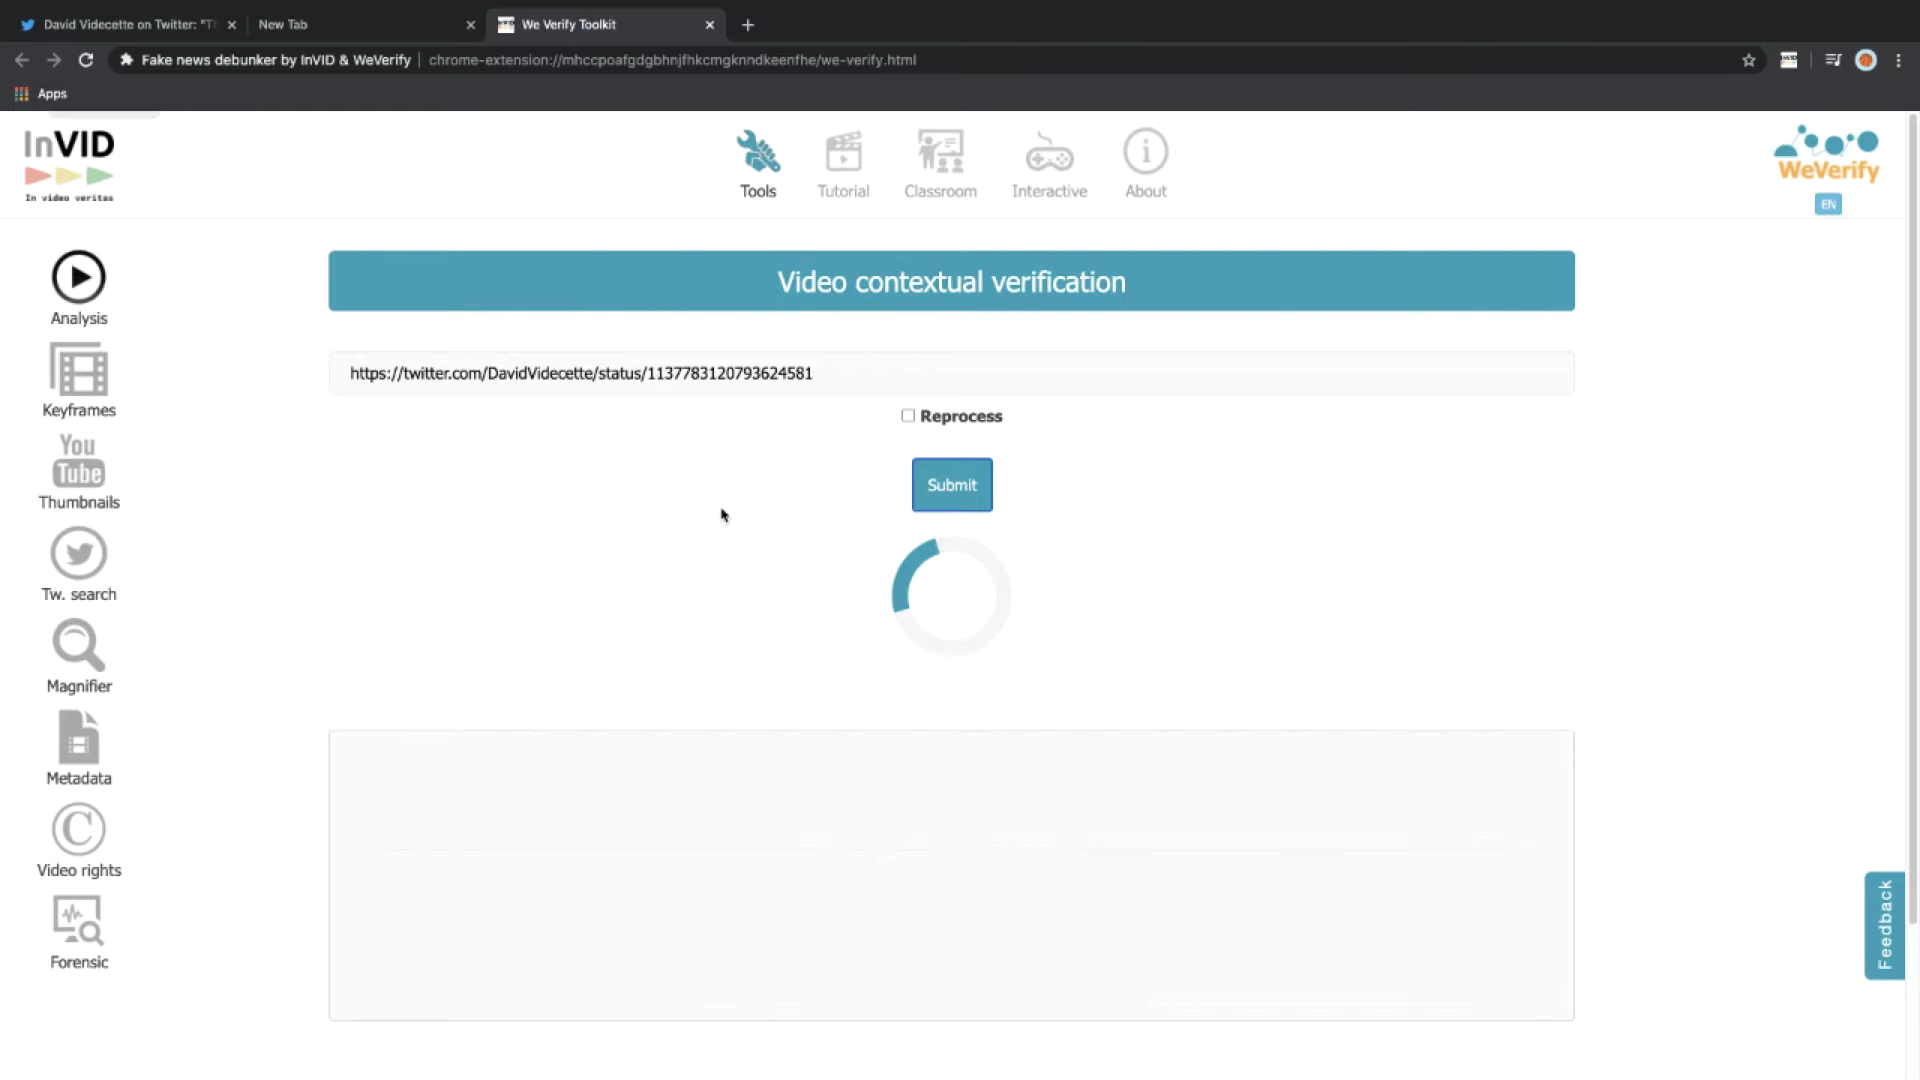 David Videcette on Twitter: "Th
New Tab
We Verify Toolkit
Fake news debunker by InVID & WeVerify
chrome-extension://mhccpoafgdgbhnjfhkcmgknndkeenfhe/we-verify.html
Apps
InVID
In video veritas
Tools
Tutorial
Classroom
Interactive
About
WeVerify
EN
Video contextual verification
https://twitter.com/DavidVidecette/status/1137783120793624581
Reprocess
Submit
Analysis
Keyframes
You
Tube
Thumbnails
Tw. search
Magnifier
Metadata
Video rights
Forensic
Feedback